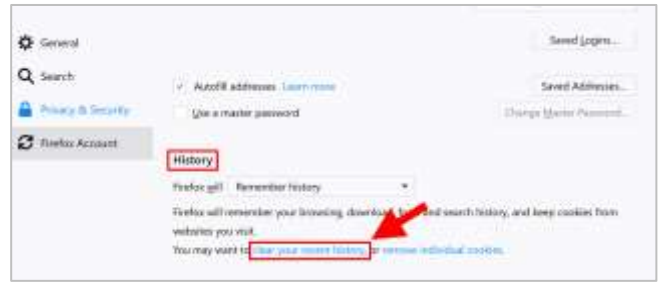 General
Saved Logins...
Search
Autofill addresses Learn more
Saved Addresses...
Privacy & Security
Use a master password
Change Master Password...
Firefox Account
History
Firefox will Remember history
Firefox will remember your browsing, download, form and search history, and keep cookies from
websites you visit.
You may want to clear your recent history, or remove individual cookies.